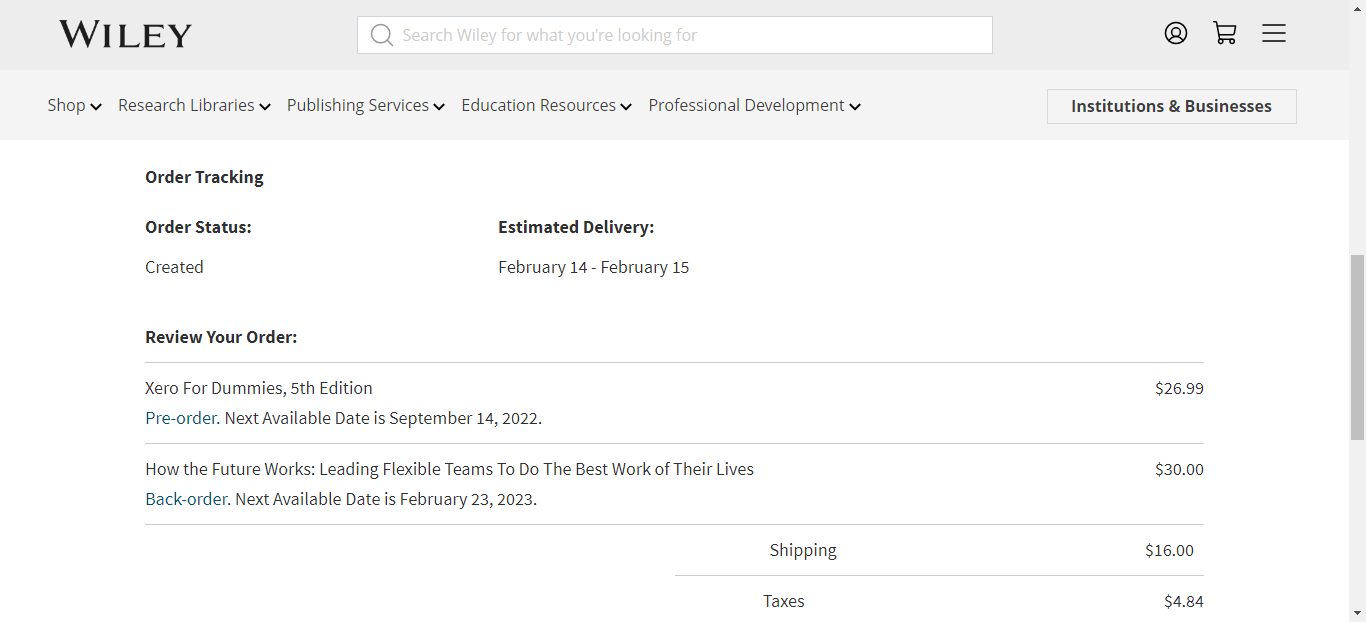 WILEY
Search Wiley for what you're looking for
Shop Research Libraries Publishing Services Education Resources Professional Development Institutions & Businesses
Order Tracking
Order Status: Estimated Delivery:
Created February 14 - February 15
Review Your Order:
Xero For Dummies, 5th Edition $26.99
Pre-order. Next Available Date is September 14, 2022.
How the Future Works: Leading Flexible Teams To Do The Best Work of Their Lives $30.00
Back-order. Next Available Date is February 23, 2023.
Shipping $16.00
Taxes $4.84